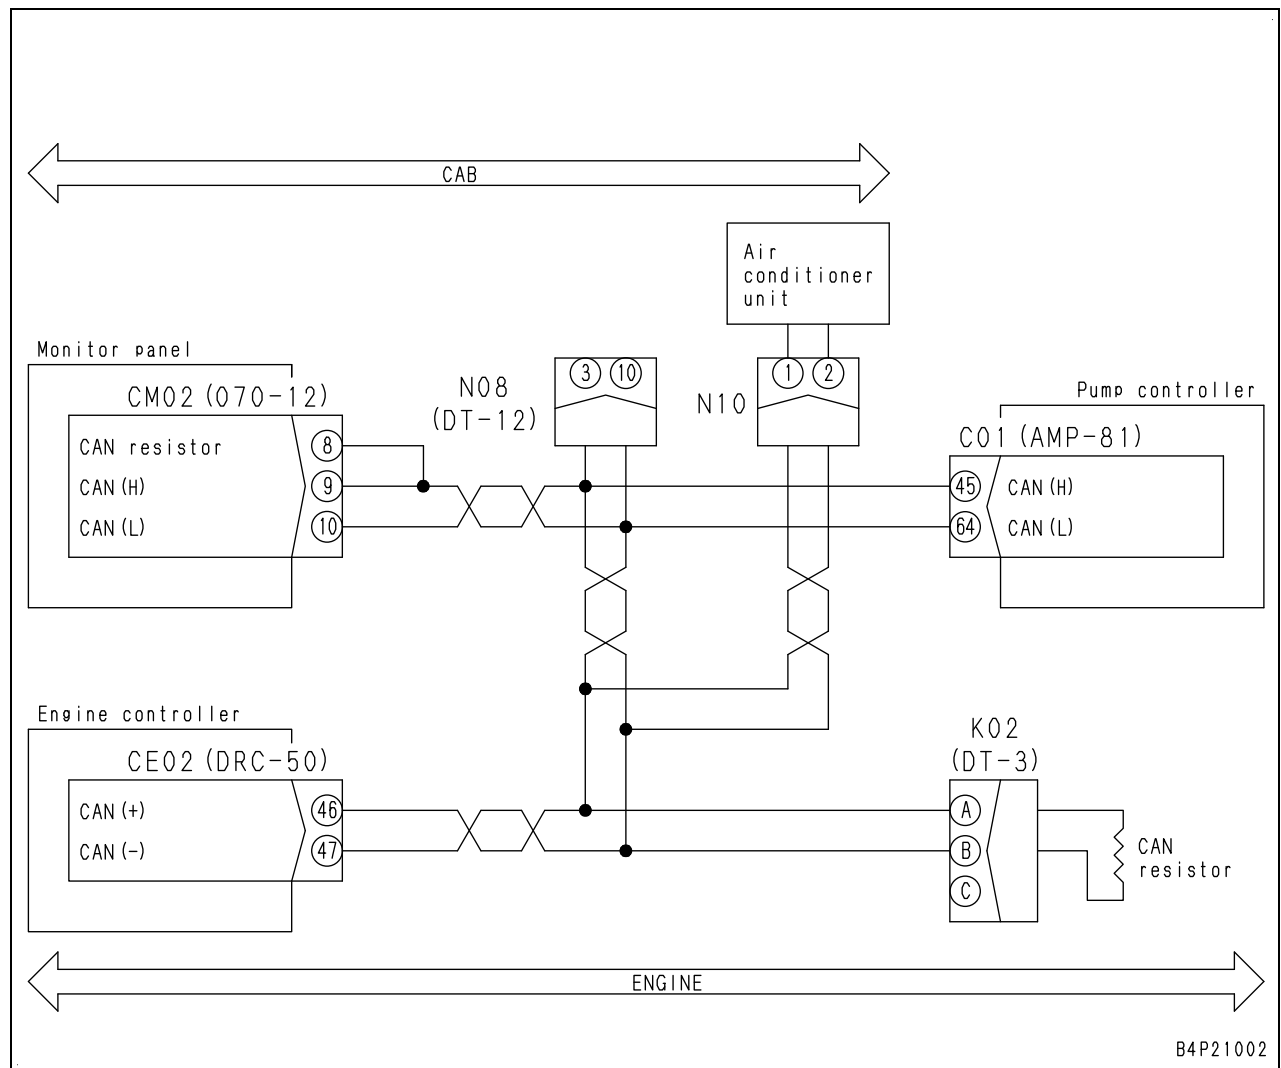 CAB
Air
conditioner
unit
Monitor panel
CM02 (070-12)
CAN resistor
8
CAN (H)
9
CAN (L)
10
N08
(DT-12)
3 10
N10
1 2
Pump controller
C01 (AMP-81)
45 CAN (H)
64 CAN (L)
Engine controller
CE02 (DRC-50)
CAN (+)
46
CAN (-)
47
K02
(DT-3)
A
B
C
CAN
resistor
ENGINE
B4P21002